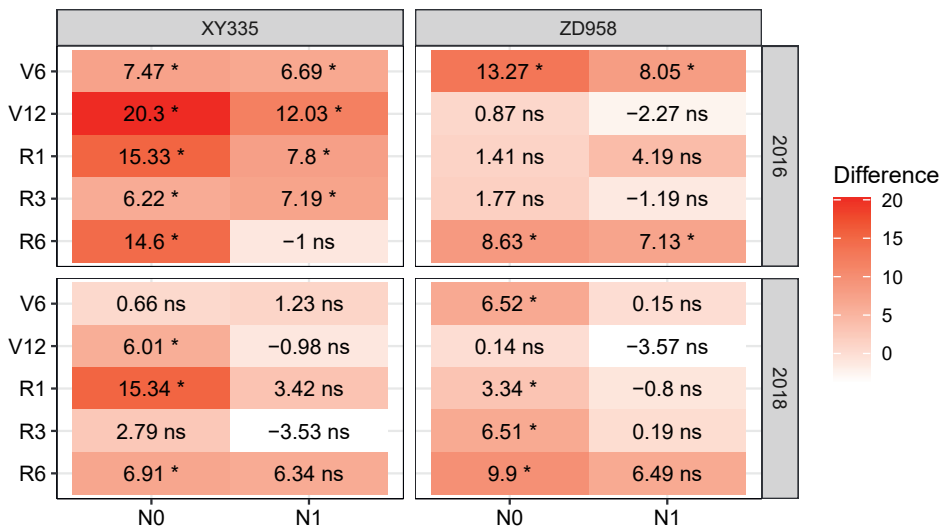 XY335 ZD958
V6 7.47 * 6.69 * 13.27 * 8.05 *
V12 20.3 * 12.03 * 0.87 ns −2.27 ns
R1 15.33 * 7.8 * 1.41 ns 4.19 ns
R3 6.22 * 7.19 * 1.77 ns −1.19 ns
R6 14.6 * −1 ns 8.63 * 7.13 *
2016
V6 0.66 ns 1.23 ns 6.52 * 0.15 ns
V12 6.01 * −0.98 ns 0.14 ns −3.57 ns
R1 15.34 * 3.42 ns 3.34 * −0.8 ns
R3 2.79 ns −3.53 ns 6.51 * 0.19 ns
R6 6.91 * 6.34 ns 9.9 * 6.49 ns
2018
N0 N1 N0 N1
Difference
20
15
10
5
0